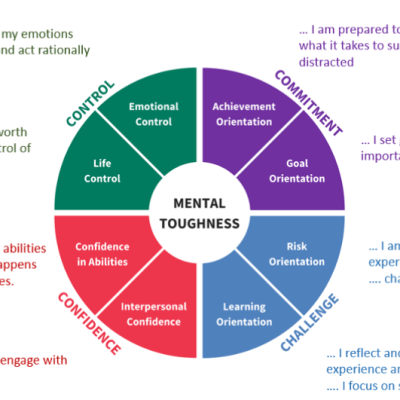 my emotions
nd act rationally
... I am prepared to
what it takes to su
distracted
CONTROL
COMMITMENT
Emotional
Control
Achievement
Orientation
worth
trol of
... I set
importa
Life
Control
Goal
Orientation
MENTAL
TOUGHNESS
abilities
appens
es.
Confidence
in Abilities
Risk
Orientation
... I an
exper
.... cha
Interpersonal
Confidence
Learning
Orientation
CONFIDENCE
CHALLENGE
engage with
... I reflect and
experience an
.... I focus on s